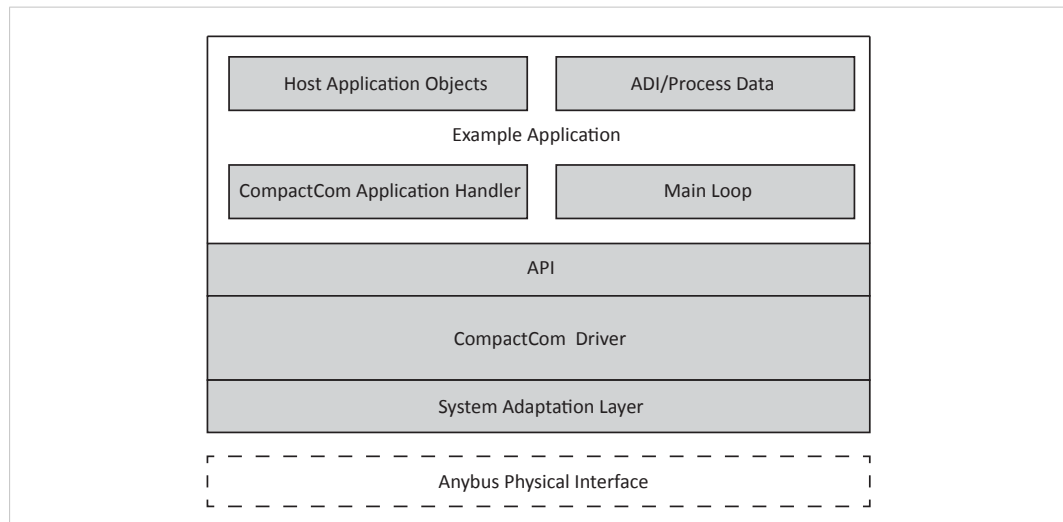 Host Application Objects
ADI/Process Data
Example Application
CompactCom Application Handler
Main Loop
API
CompactCom Driver
System Adaptation Layer
Anybus Physical Interface